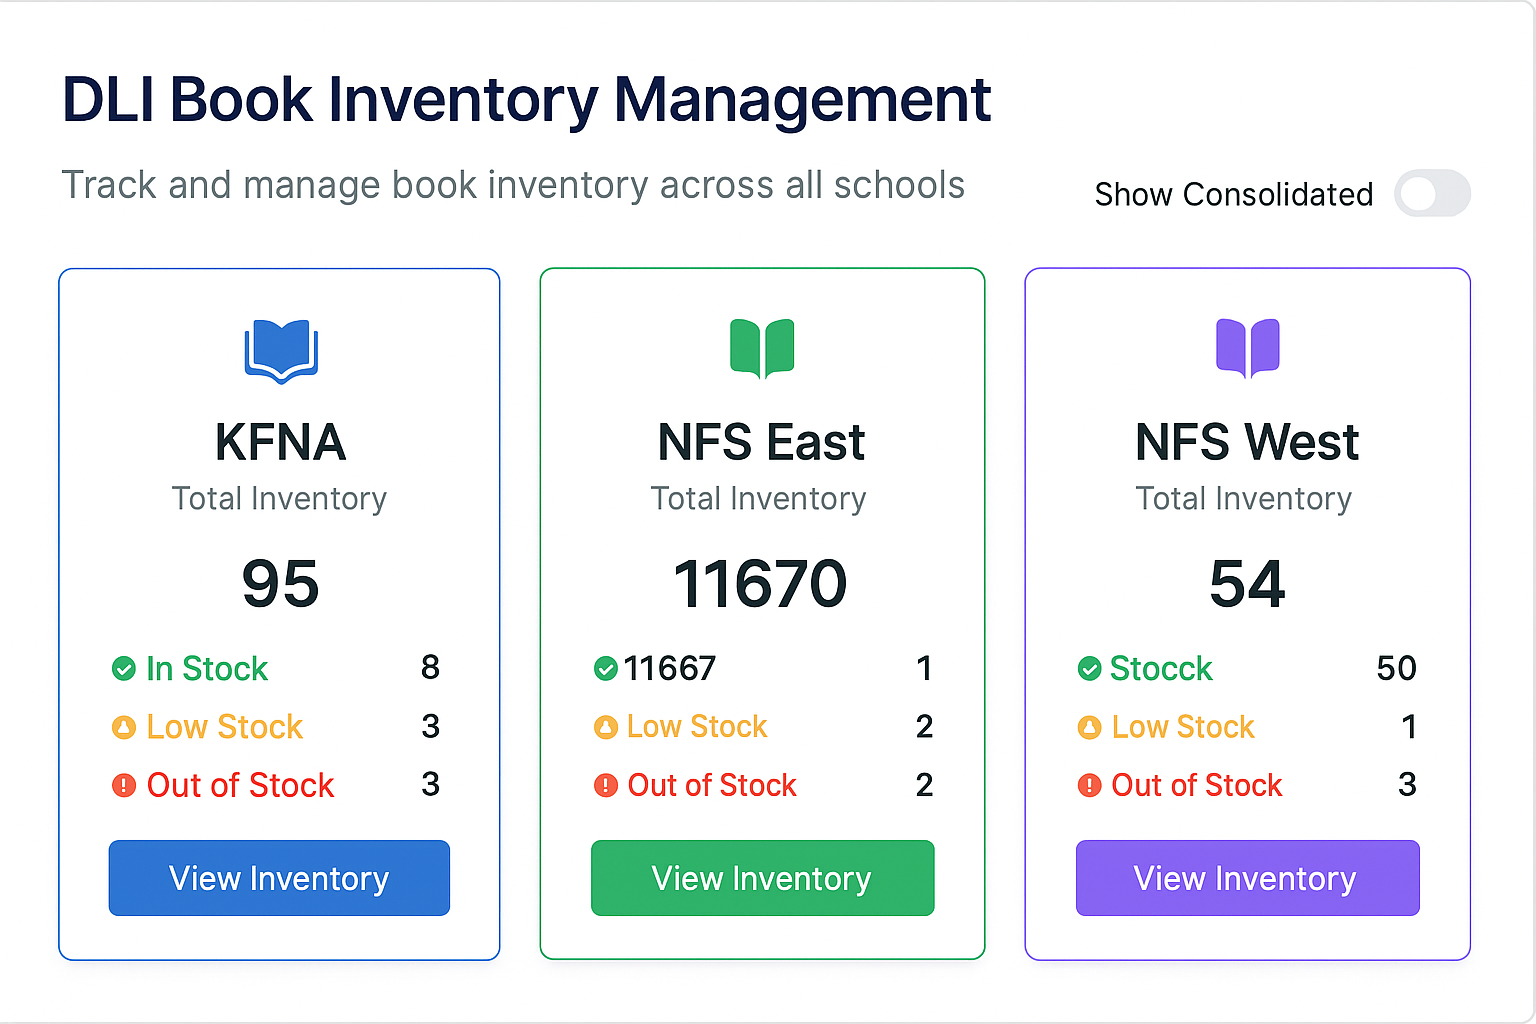 DLI Book Inventory Management
Track and manage book inventory across all schools
Show Consolidated
KFNA
Total Inventory
95
In Stock 8
Low Stock 3
Out of Stock 3
View Inventory
NFS East
Total Inventory
11670
11667 1
Low Stock 2
Out of Stock 2
View Inventory
NFS West
Total Inventory
54
Stocck 50
Low Stock 1
Out of Stock 3
View Inventory